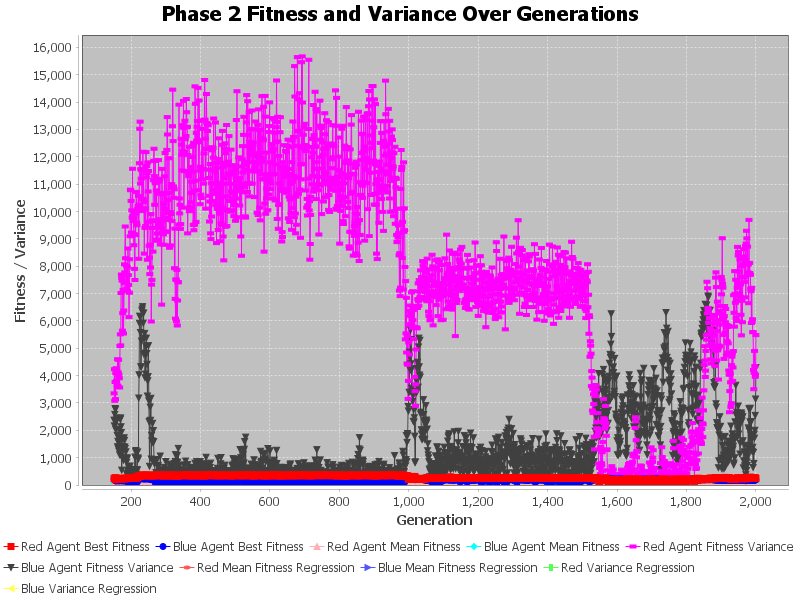 Phase 2 Fitness and Variance Over Generations
16,000
15,000
14,000
13,000
12,000
11,000
10,000
9,000
8,000
7,000
6,000
5,000
4,000
3,000
2,000
1,000
0
Fitness / Variance
200 400 600 800 1,000 1,200 1,400 1,600 1,800 2,000
Generation
Red Agent Best Fitness Blue Agent Best Fitness Red Agent Mean Fitness Blue Agent Mean Fitness Red Agent Fitness Variance
Blue Agent Fitness Variance Red Mean Fitness Regression Blue Mean Fitness Regression Red Variance Regression
Blue Variance Regression